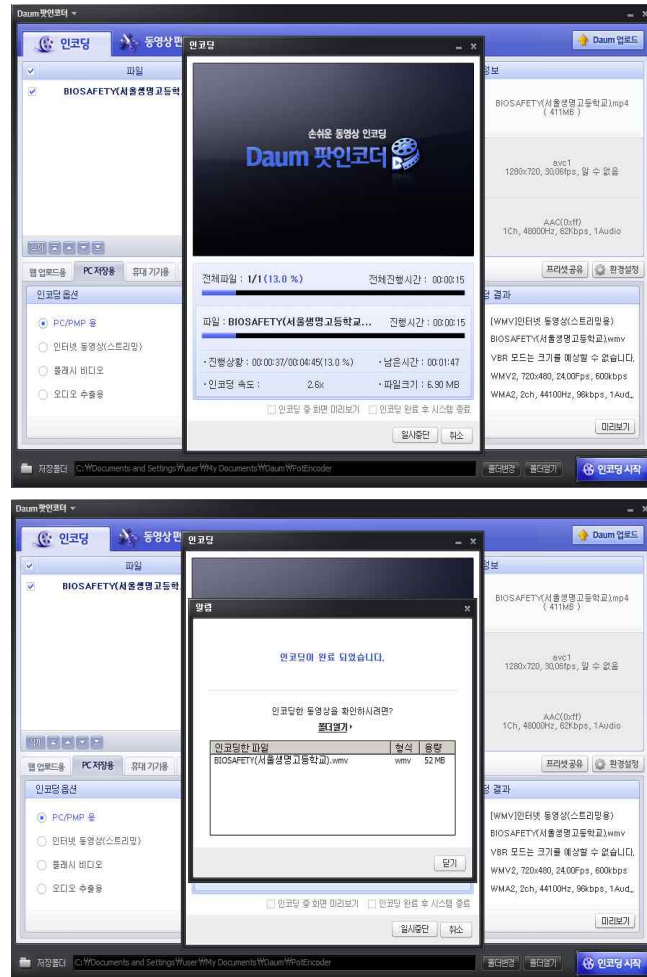 Daum 팟인코더
인코딩
동영상 편
Daum 업로드
파일
정보
BIOSAFETY(서울생명고등학
BIOSAFETY(서울생명고등학교).mp4
( 411MB )
avc1
1280x720, 30.06fps, 알 수 없음
AAC(0xff)
1Ch, 48000Hz, 62Kbps, 1Audio
인코딩
손쉬운 동영상 인코딩
Daum 팟인코더
전체파일 : 1/1(13.0 %)
전체진행시간 : 00:00:15
파일 : BIOSAFETY(서울생명고등학교...
진행시간 : 00:00:15
· 진행상황 : 00:00:37/00:04:45(13.0 %)
· 남은시간 : 00:01:47
· 인코딩 속도 : 2.6x
· 파일크기 : 6.90 MB
인코딩 중 화면 미리보기
인코딩 완료 후 시스템 종료
일시중단
취소
웹 업로드용
PC 저장용
휴대기기용
프리셋공유
환경설정
인코딩 옵션
PC/PMP 용
인터넷 동영상(스트리밍)
플래시 비디오
오디오 추출용
결과
[WMV]인터넷 동영상(스트리밍용)
BIOSAFETY(서울생명고등학교).wmv
VBR 모드는 크기를 예상할 수 없습니다.
WMV2, 720x480, 24.00Fps, 600kbps
WMA2, 2ch, 44100Hz, 96kbps, 1Aud..
미리보기
저장폴더
C:₩Documents and Settings₩user₩My Documents₩Daum₩PotEncoder
폴더변경
폴더열기
인코딩 시작
Daum 팟인코더
인코딩
동영상 편
Daum 업로드
파일
정보
BIOSAFETY(서울생명고등학
BIOSAFETY(서울생명고등학교).mp4
( 411MB )
avc1
1280x720, 30.06fps, 알 수 없음
AAC(0xff)
1Ch, 48000Hz, 62Kbps, 1Audio
인코딩
알림
인코딩이 완료 되었습니다.
인코딩한 동영상을 확인하시려면?
폴더열기
인코딩한 파일
형식
용량
BIOSAFETY(서울생명고등학교).wmv
wmv
52 MB
닫기
인코딩 중 화면 미리보기
인코딩 완료 후 시스템 종료
일시중단
취소
웹 업로드용
PC 저장용
휴대기기용
프리셋공유
환경설정
인코딩 옵션
PC/PMP 용
인터넷 동영상(스트리밍)
플래시 비디오
오디오 추출용
결과
[WMV]인터넷 동영상(스트리밍용)
BIOSAFETY(서울생명고등학교).wmv
VBR 모드는 크기를 예상할 수 없습니다.
WMV2, 720x480, 24.00Fps, 600kbps
WMA2, 2ch, 44100Hz, 96kbps, 1Aud..
미리보기
저장폴더
C:₩Documents and Settings₩user₩My Documents₩Daum₩PotEncoder
폴더변경
폴더열기
인코딩 시작